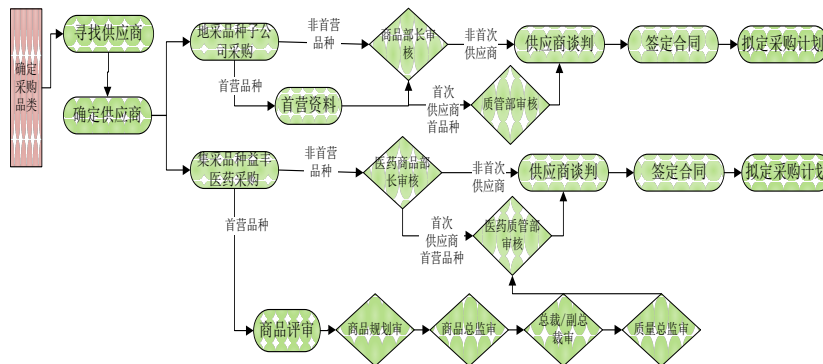 确定
采购
品类
寻找供应商
确定供应商
地采品种子公
司采购
非首营
品种
商品部长审
核
非首次
供应商
供应商谈判
签定合同
拟定采购计划
首营品种
首营资料
首次
供应商
首品种
质管部审核
集采品种益丰
医药采购
非首营
品种
医药商品部
长审核
非首次
供应商
供应商谈判
签定合同
拟定采购计划
首营品种
首次
供应商
首营品种
医药质管部
审核
商品评审
商品规划审
商品总监审
总裁/副总
裁审
质量总监审